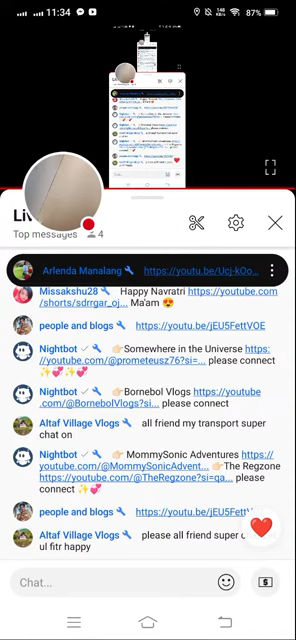 11:34
148
KB/s
87%
Top messages 4
Arlenda Manalang https://youtu.be/Ucj-kOo...
Missakshu28 Happy Navratri https://youtube.com
/shorts/sdrrgar_oj... Ma'am 😍
people and blogs https://youtu.be/jEU5FettVOE
Nightbot 👉🏻Somewhere in the Universe https:
//youtube.com/@prometeusz76?si=... please connect
✨💞✨💞
Nightbot 👉🏻 Bornebol Vlogs https://youtube
.com/@BornebolVlogs?si... please connect
Altaf Village Vlogs all friend my transport super
chat on
Nightbot 👉🏻 MommySonic Adventures https://
youtube.com/@MommySonicAdvent... 👉🏻The Regzone
https://youtube.com/@TheRegzone?si=qa... please
connect ✨💞
people and blogs https://youtu.be/jEU5Fett
Altaf Village Vlogs please all friend super
ul fitr happy
Chat...